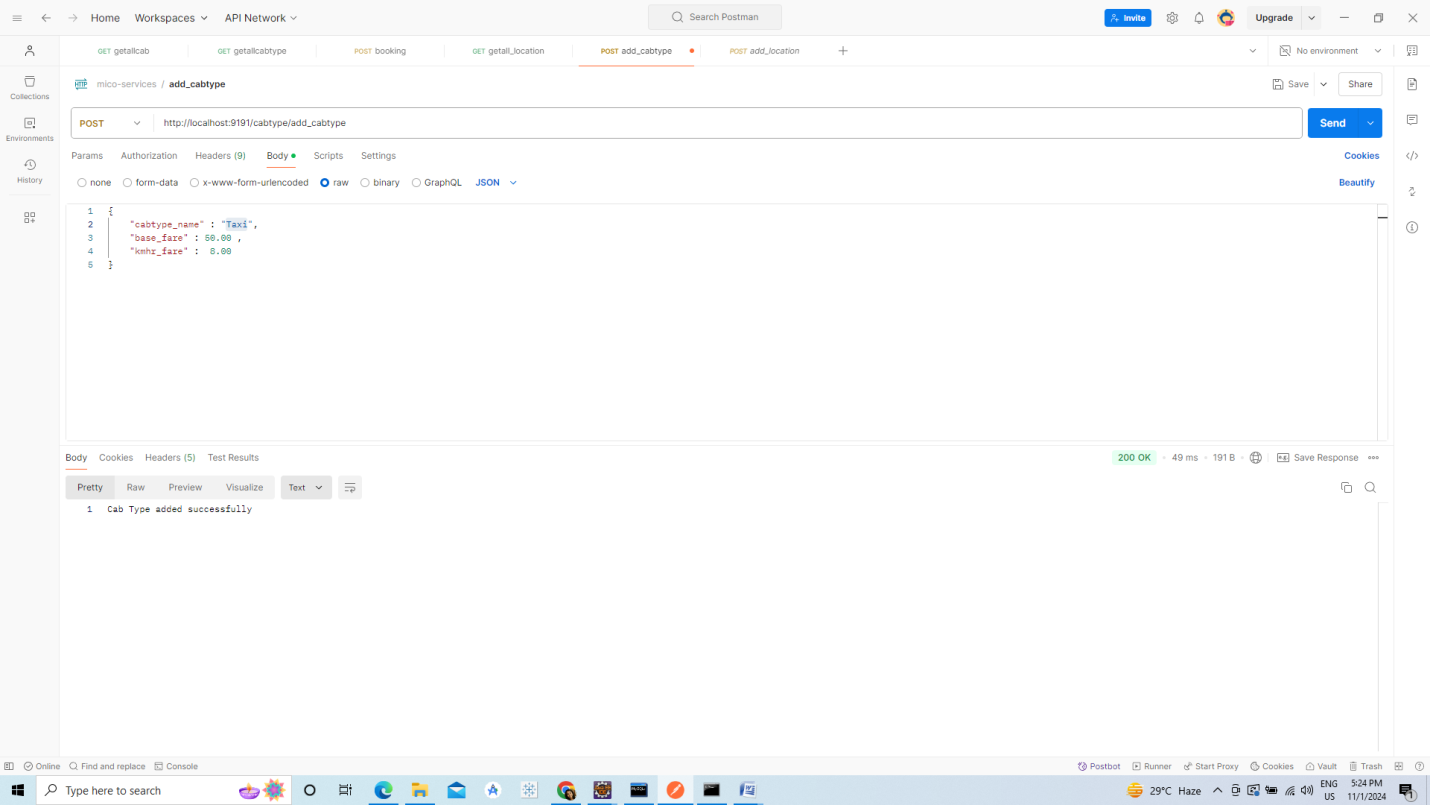 Home Workspaces API Network Search Postman Invite Upgrade
GET getallcab GET getallcabtype POST booking GET getall_location POST add_cabtype POST add_location No environment
Collections
Environments
History
HTTP mico-services / add_cabtype Save Share
POST http://localhost:9191/cabtype/add_cabtype Send
Params Authorization Headers (9) Body Scripts Settings Cookies
none form-data x-www-form-urlencoded raw binary GraphQL JSON Beautify
1 {
2 "cabtype_name" : "Taxi",
3 "base_fare" : 50.00 ,
4 "kmhr_fare" : 8.00
5 }
Body Cookies Headers (5) Test Results 200 OK 49 ms 191 B Save Response
Pretty Raw Preview Visualize Text
1 Cab Type added successfully
Online Find and replace Console Postbot Runner Start Proxy Cookies Vault Trash
Type here to search 29°C Haze ENG 5:24 PM
US 11/1/2024 1